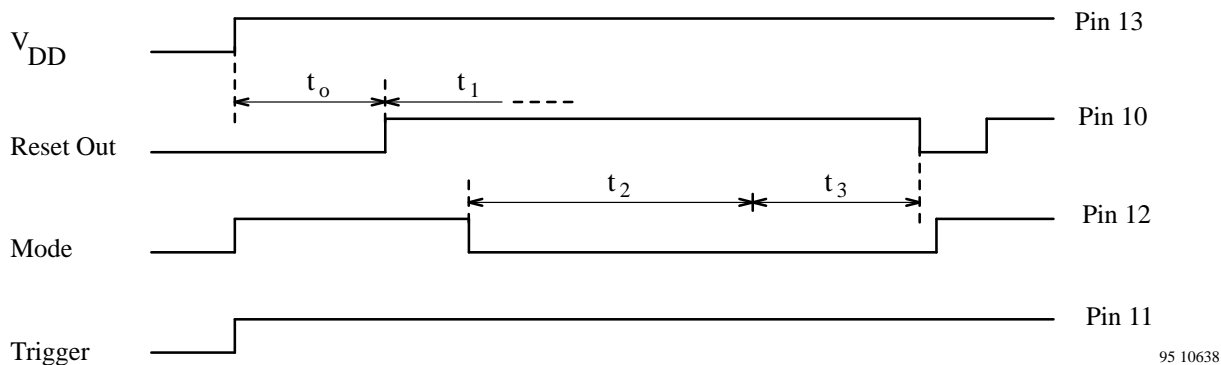 V DD Pin 13
t o t 1
Reset Out Pin 10
t 2 t 3
Mode Pin 12
Trigger Pin 11
95 10638